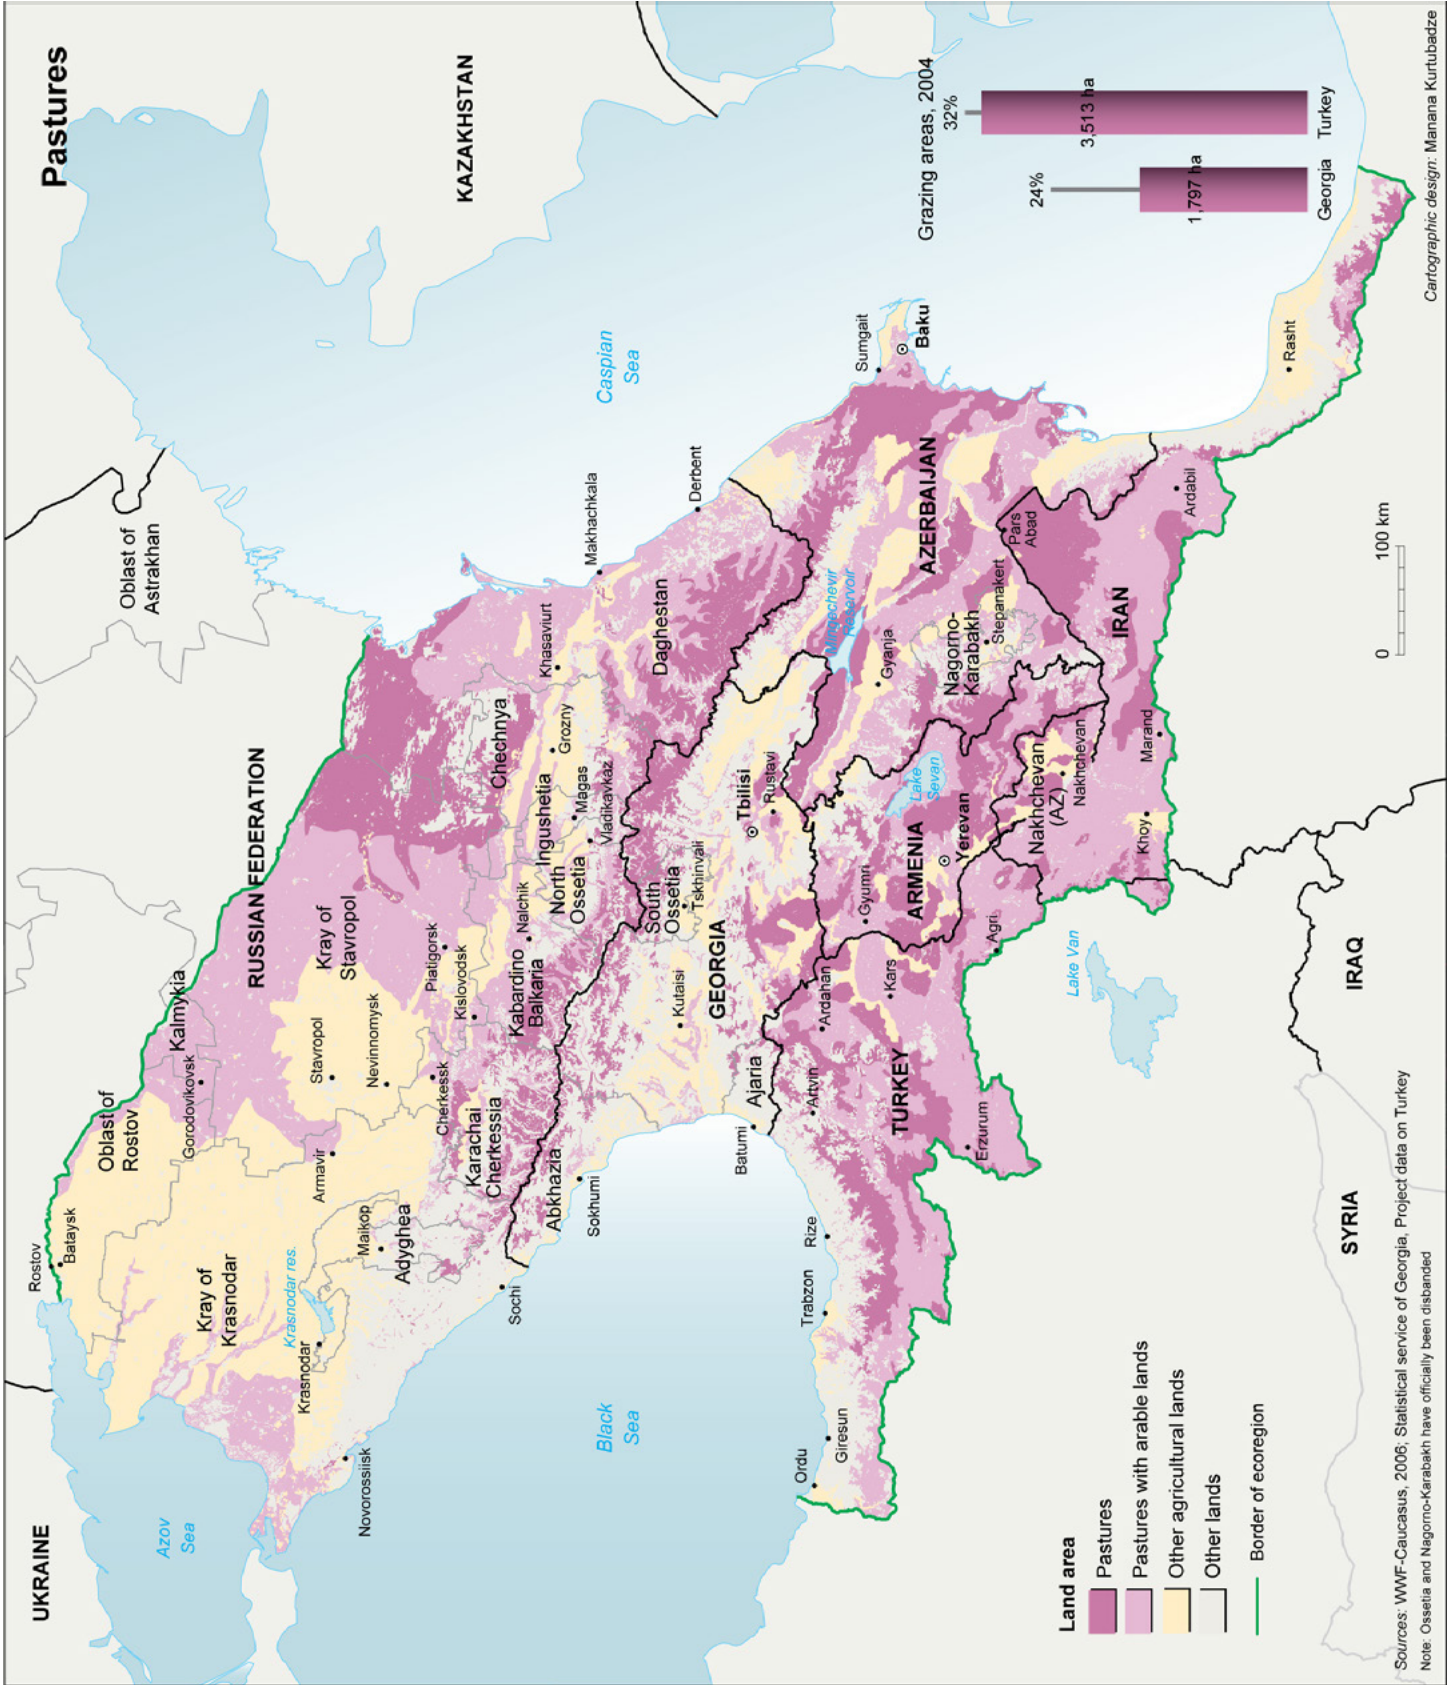 Pastures
UKRAINE
Rostov
Bataysk
Oblast of
Rostov
Kalmykia
Gorodovikovsk
RUSSIAN FEDERATION
Oblast of
Astrakhan
KAZAKHSTAN
Azov
Sea
Kray of
Krasnodar
Krasnodar res.
Krasnodar
Novorossiisk
Armavir
Maikop
Adyghea
Stavropol
Nevinnomysk
Kray of
Stavropol
Cherkessk
Karachai
Cherkessia
Piatigorsk
Kislovodsk
Nalchik
Kabardino
Balkaria
North
Ossetia
Ingushetia
Magas
Vladikavkaz
Chechnya
Grozny
Khasaviurt
Makhachkala
Daghestan
Derbent
Caspian
Sea
Sochi
Abkhazia
Sokhumi
Black
Sea
South
Ossetia
Tskhinvali
Kutaisi
GEORGIA
Tbilisi
Rustavi
Batumi
Ajaria
Mingechevir
Reservoir
Gyanja
AZERBAIJAN
Sumgait
Baku
Nagorno-
Karabakh
Stepanakert
Pars
Abad
Lake
Sevan
ARMENIA
Gyumri
Yerevan
Nakhchevan
(AZ)
Nakhchevan
Ordu
Giresun
Trabzon
Rize
Artvin
Ardahan
Kars
TURKEY
Erzurum
Agri
Khoy
Marand
IRAN
Ardabil
Rasht
Lake Van
SYRIA
IRAQ
Grazing areas, 2004
24%
1,797 ha
Georgia
32%
3,513 ha
Turkey
Land area
Pastures
Pastures with arable lands
Other agricultural lands
Other lands
Border of ecoregion
0 100 km
Sources: WWF-Caucasus, 2006; Statistical service of Georgia, Project data on Turkey
Note: Ossetia and Nagorno-Karabakh have officially been disbanded
Cartographic design: Manana Kurtubadze